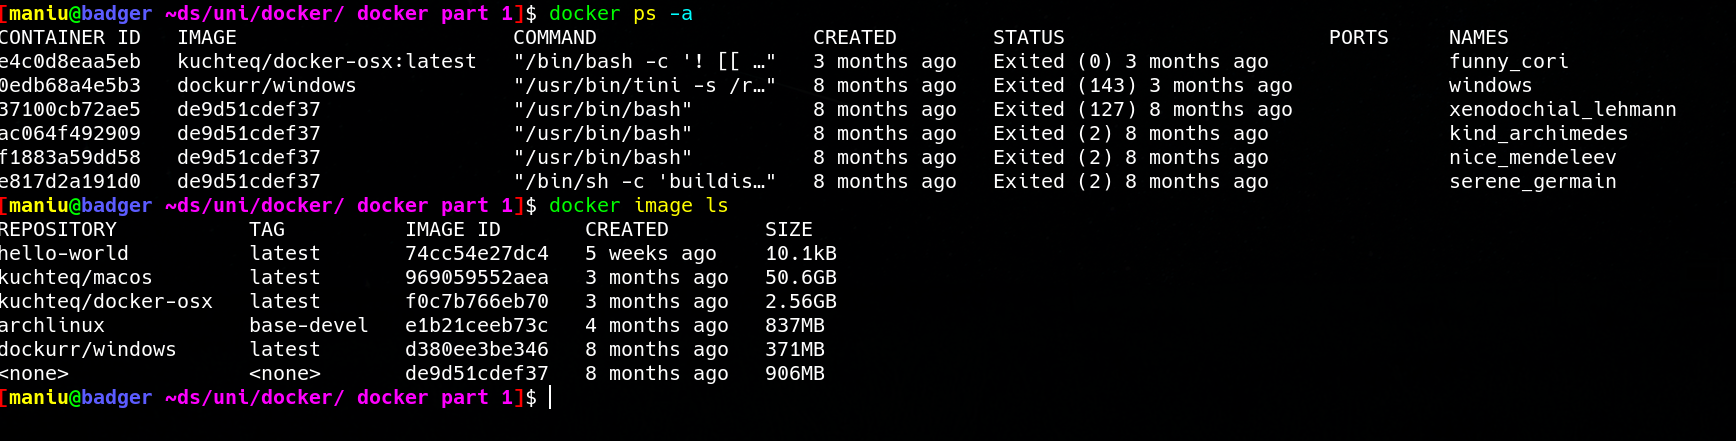 [maniu@badger ~ds/uni/docker/ docker part 1]$ docker ps -a
CONTAINER ID   IMAGE                       COMMAND                  CREATED        STATUS                      PORTS     NAMES
e4c0d8eaa5eb   kuchteq/docker-osx:latest   "/bin/bash -c '! [[ …"   3 months ago   Exited (0) 3 months ago               funny_cori
0edb68a4e5b3   dockurr/windows             "/usr/bin/tini -s /r…"   8 months ago   Exited (143) 3 months ago             windows
37100cb72ae5   de9d51cdef37                "/usr/bin/bash"          8 months ago   Exited (127) 8 months ago             xenodochial_lehmann
ac064f492909   de9d51cdef37                "/usr/bin/bash"          8 months ago   Exited (2) 8 months ago               kind_archimedes
f1883a59dd58   de9d51cdef37                "/usr/bin/bash"          8 months ago   Exited (2) 8 months ago               nice_mendeleev
e817d2a191d0   de9d51cdef37                "/bin/sh -c 'buildis…"   8 months ago   Exited (2) 8 months ago               serene_germain
[maniu@badger ~ds/uni/docker/ docker part 1]$ docker image ls
REPOSITORY           TAG          IMAGE ID       CREATED        SIZE
hello-world          latest       74cc54e27dc4   5 weeks ago    10.1kB
kuchteq/macos        latest       969059552aea   3 months ago   50.6GB
kuchteq/docker-osx   latest       f0c7b766eb70   3 months ago   2.56GB
archlinux            base-devel   e1b21ceeb73c   4 months ago   837MB
dockurr/windows      latest       d380ee3be346   8 months ago   371MB
<none>               <none>       de9d51cdef37   8 months ago   906MB
[maniu@badger ~ds/uni/docker/ docker part 1]$